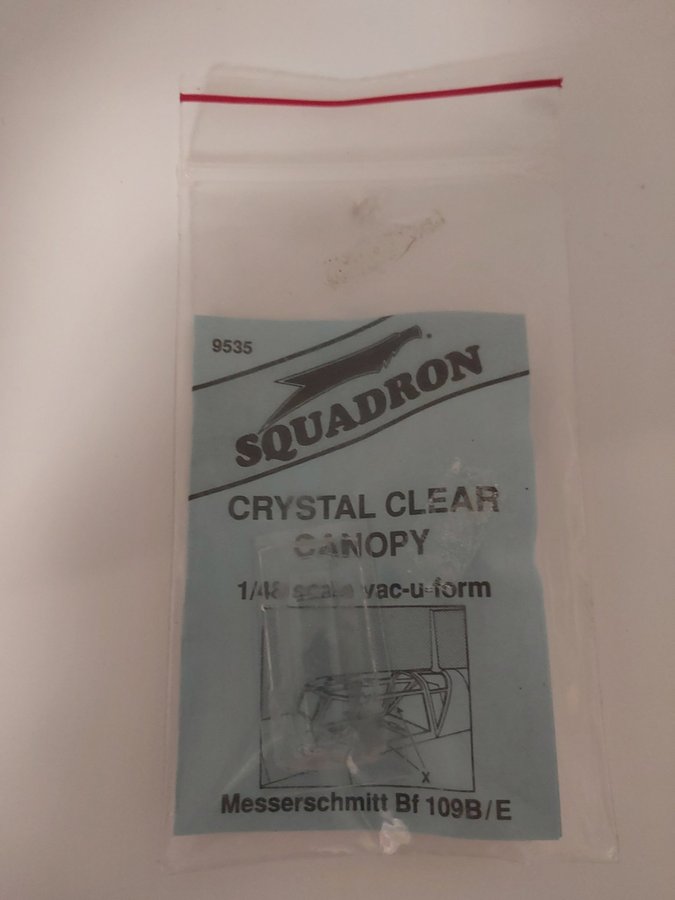 9535
SQUADRON
CRYSTAL CLEAR
CANOPY
1/48 scale vac-u-form
X
Messerschmitt Bf 109B/E